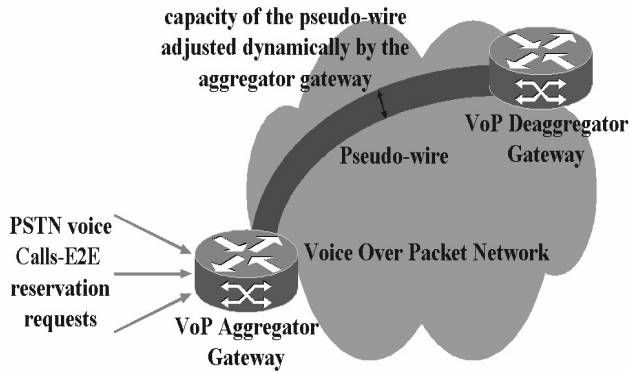 capacity of the pseudo-wire
adjusted dynamically by the
aggregator gateway
VoP Deaggregator
Gateway
Pseudo-wire
PSTN voice
Calls-E2E
reservation
requests
Voice Over Packet Network
VoP Aggregator
Gateway